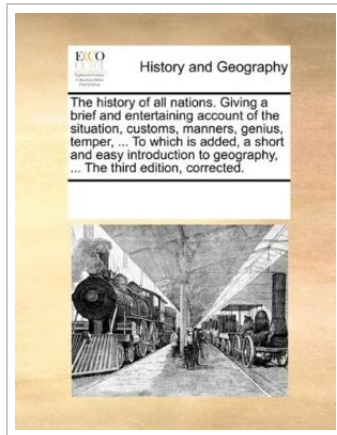 ECCO
History and Geography
The history of all nations. Giving a
brief and entertaining account of the
situation, customs, manners, genius,
temper, ... To which is added, a short
and easy introduction to geography,
... The third edition, corrected.